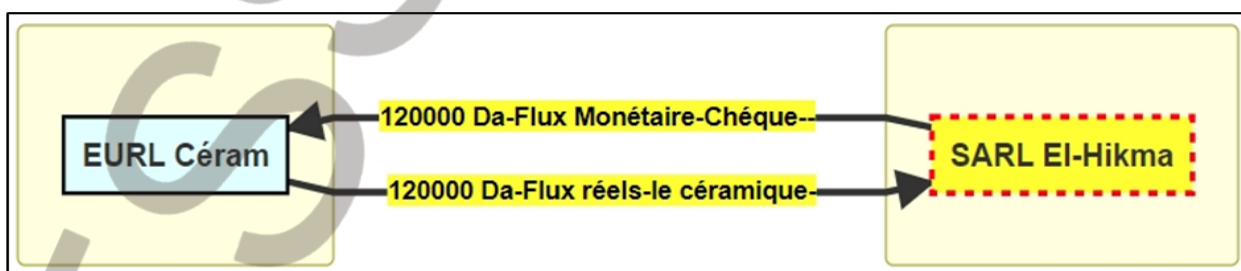 120000 Da-Flux Monétaire-Chéque--
EURL Céram
SARL El-Hikma
120000 Da-Flux réels-le céramique-